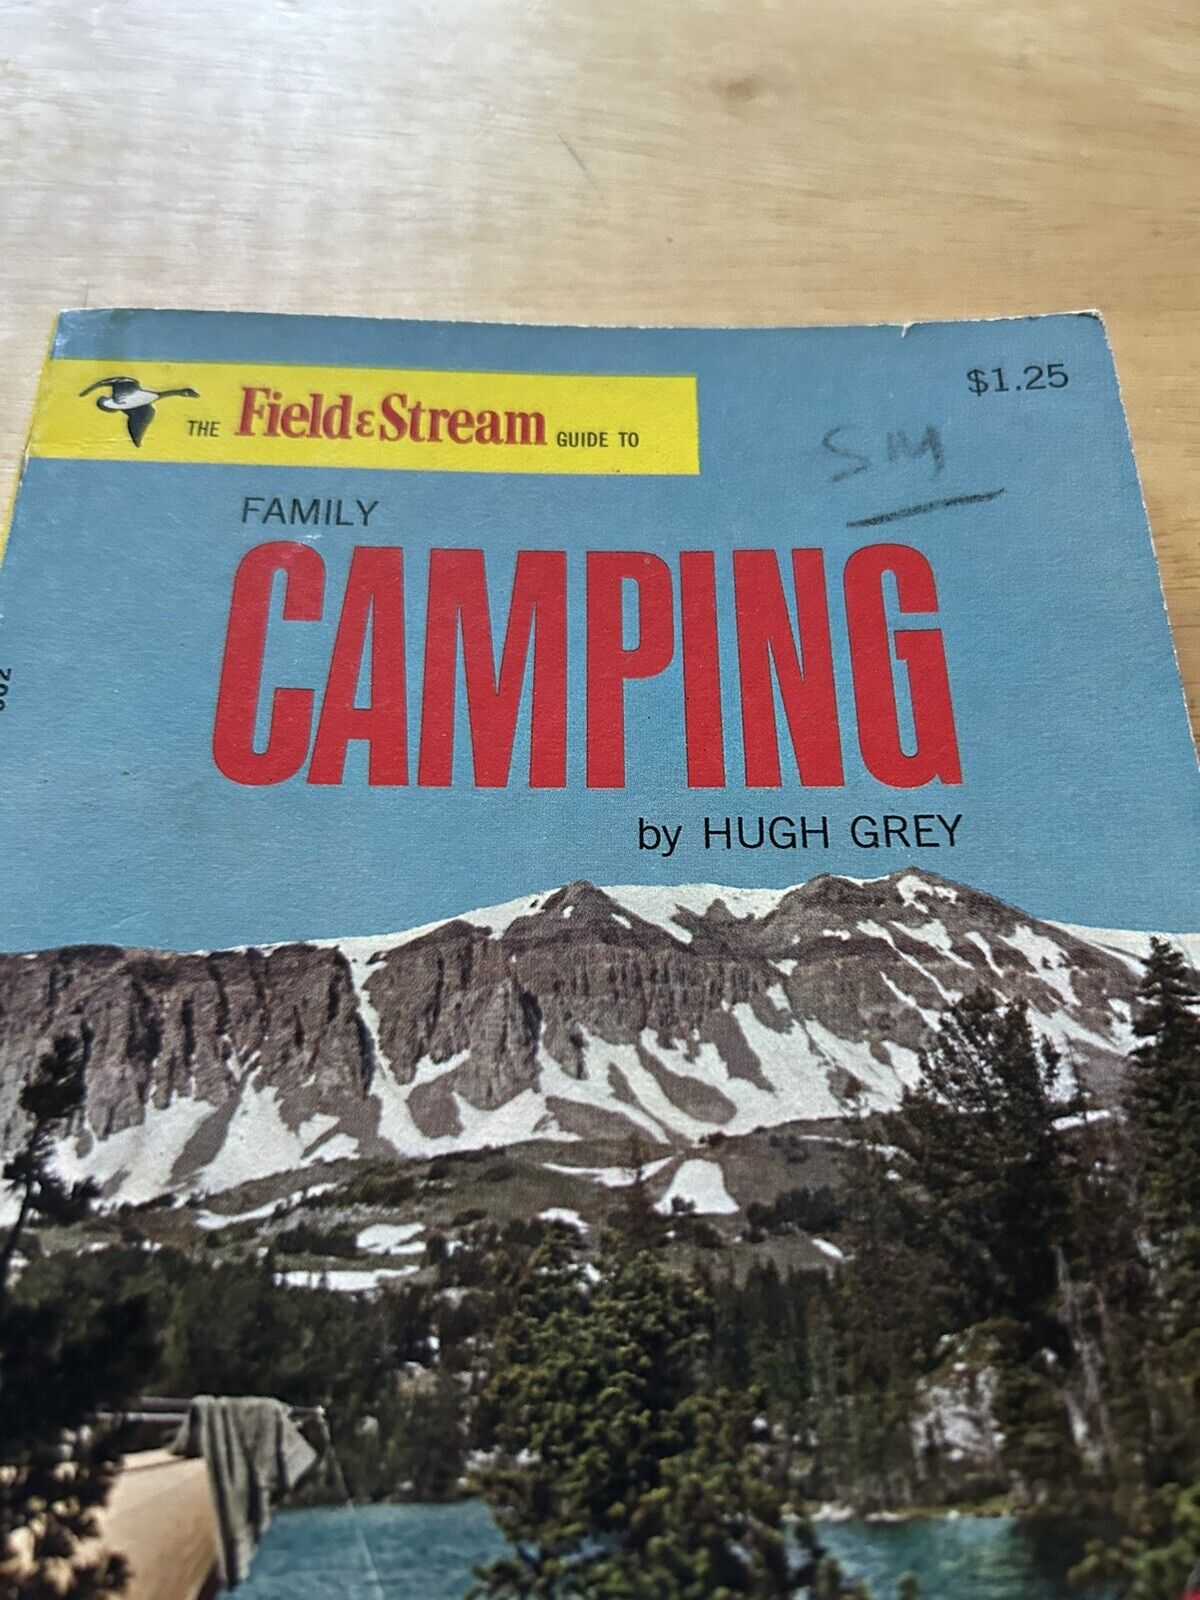 $1.25
THE Field & Stream GUIDE TO
SM
FAMILY
CAMPING
by HUGH GREY